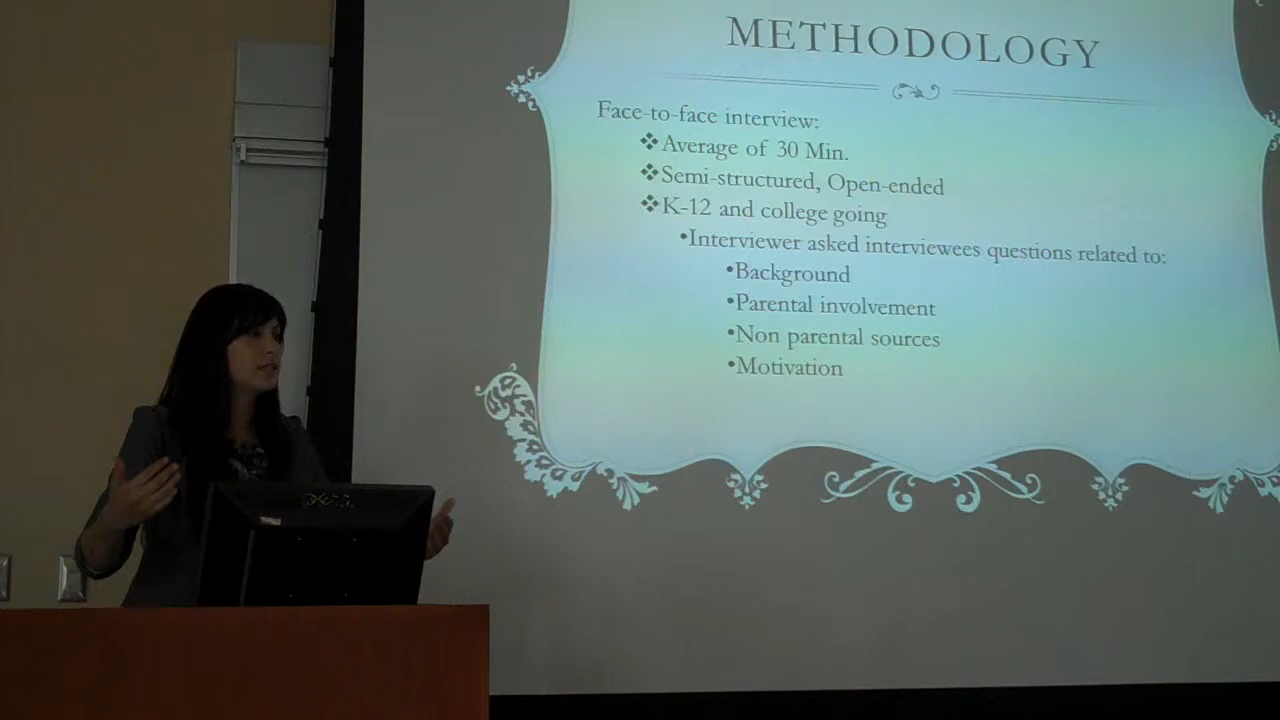 METHODOLOGY
Face-to-face interview:
❖Average of 30 Min.
❖Semi-structured, Open-ended
❖K-12 and college going
•Interviewer asked interviewees questions related to:
•Background
•Parental involvement
•Non parental sources
•Motivation
DELL